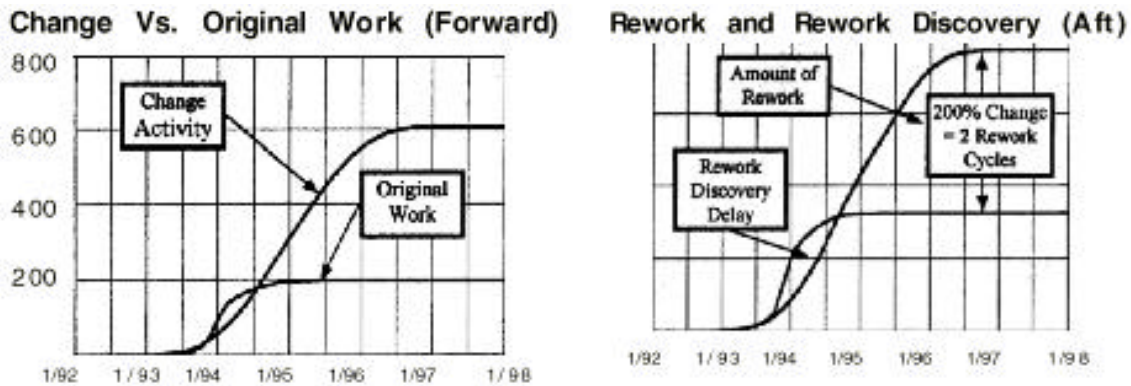 Change Vs. Original Work (Forward)
800
600
400
200
Change
Activity
Original
Work
1/92 1/93 1/94 1/95 1/96 1/97 1/98
Rework and Rework Discovery (Aft)
Amount of
Rework
200% Change
= 2 Rework
Cycles
Rework
Discovery
Delay
1/92 1/93 1/94 1/95 1/96 1/97 1/98